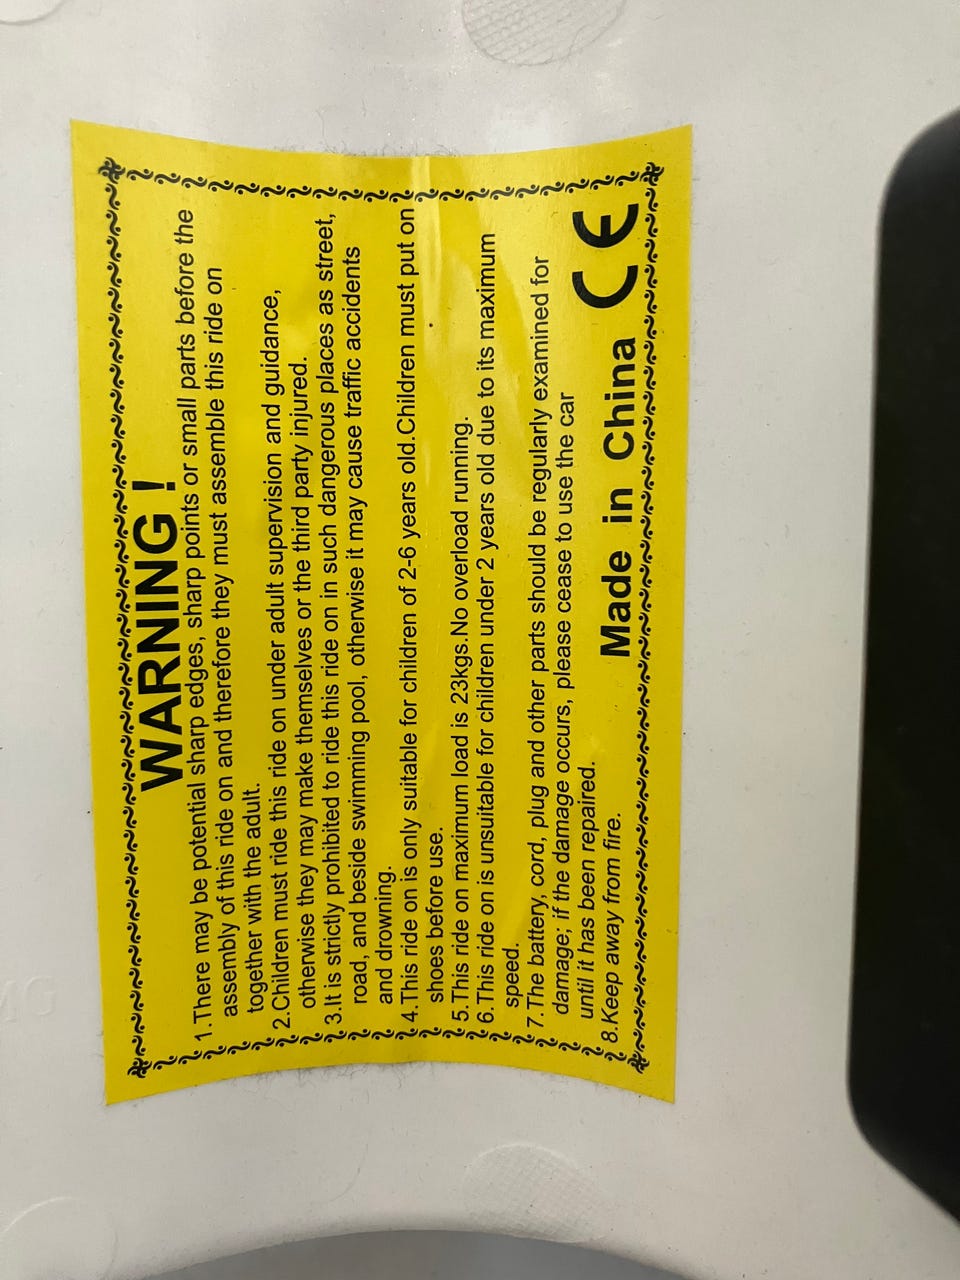 WARNING !
1.There may be potential sharp edges, sharp points or small parts before the
assembly of this ride on and therefore they must assemble this ride on
together with the adult.
2.Children must ride this ride on under adult supervision and guidance,
otherwise they may make themselves or the third party injured.
3.It is strictly prohibited to ride this ride on in such dangerous places as street,
road, and beside swimming pool, otherwise it may cause traffic accidents
and drowning.
4.This ride on is only suitable for children of 2-6 years old.Children must put on
shoes before use.
5.This ride on maximum load is 23kgs.No overload running.
6.This ride on is unsuitable for children under 2 years old due to its maximum
speed.
7.The battery, cord, plug and other parts should be regularly examined for
damage; if the damage occurs, please cease to use the car
until it has been repaired.
8.Keep away from fire.
Made in China CE